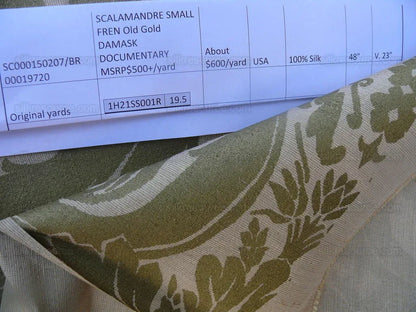 SC000150207/BR
00019720
SCALAMANDRE SMALL
FREN Old Gold
DAMASK
DOCUMENTARY
MSRP$500+/yard
About
$600/yard
USA
100% Silk
48"
V. 23"
Original yards
1H21SS001R 19.5